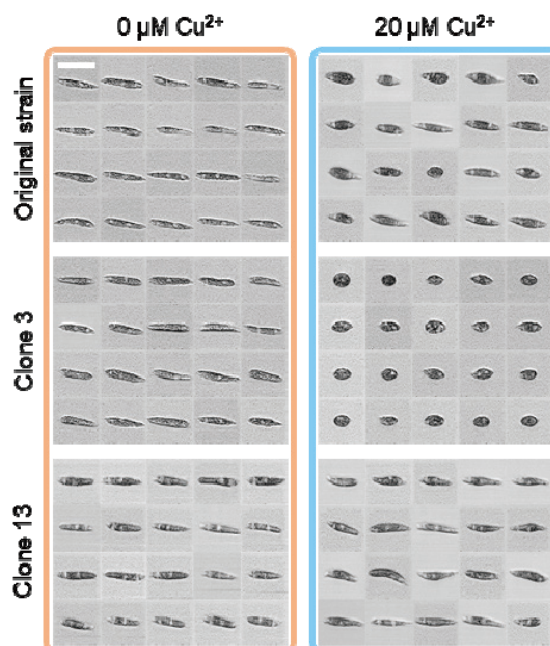 0 µM Cu²⁺
20 µM Cu²⁺
Original strain
Clone 3
Clone 13